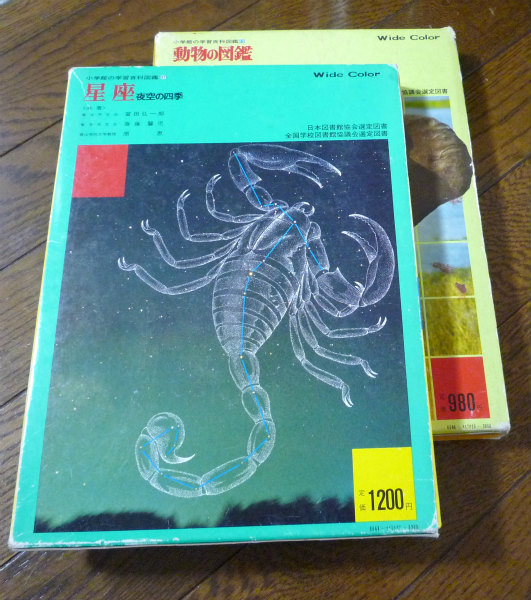 小学館の学習百科図鑑
Wide Color
星座 夜空の四季
日本図書館協会選定図書
全国学校図書館協議会選定図書
定価 1200円
小学館の学習百科図鑑
Wide Color
動物の図鑑
協議会選定図書
定価 980円